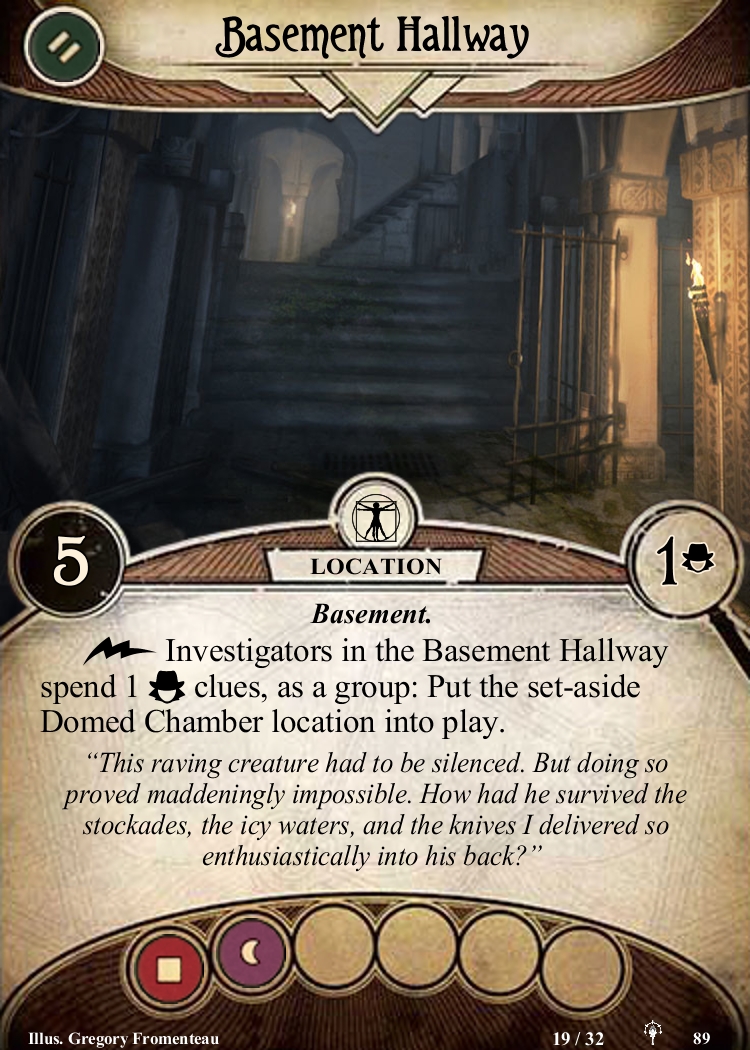 Basement Hallway
5
LOCATION
1
Basement.
Investigators in the Basement Hallway
spend 1 clues, as a group: Put the set-aside
Domed Chamber location into play.
“This raving creature had to be silenced. But doing so
proved maddeningly impossible. How had he survived the
stockades, the icy waters, and the knives I delivered so
enthusiastically into his back?”
Illus. Gregory Fromenteau
19 / 32
89